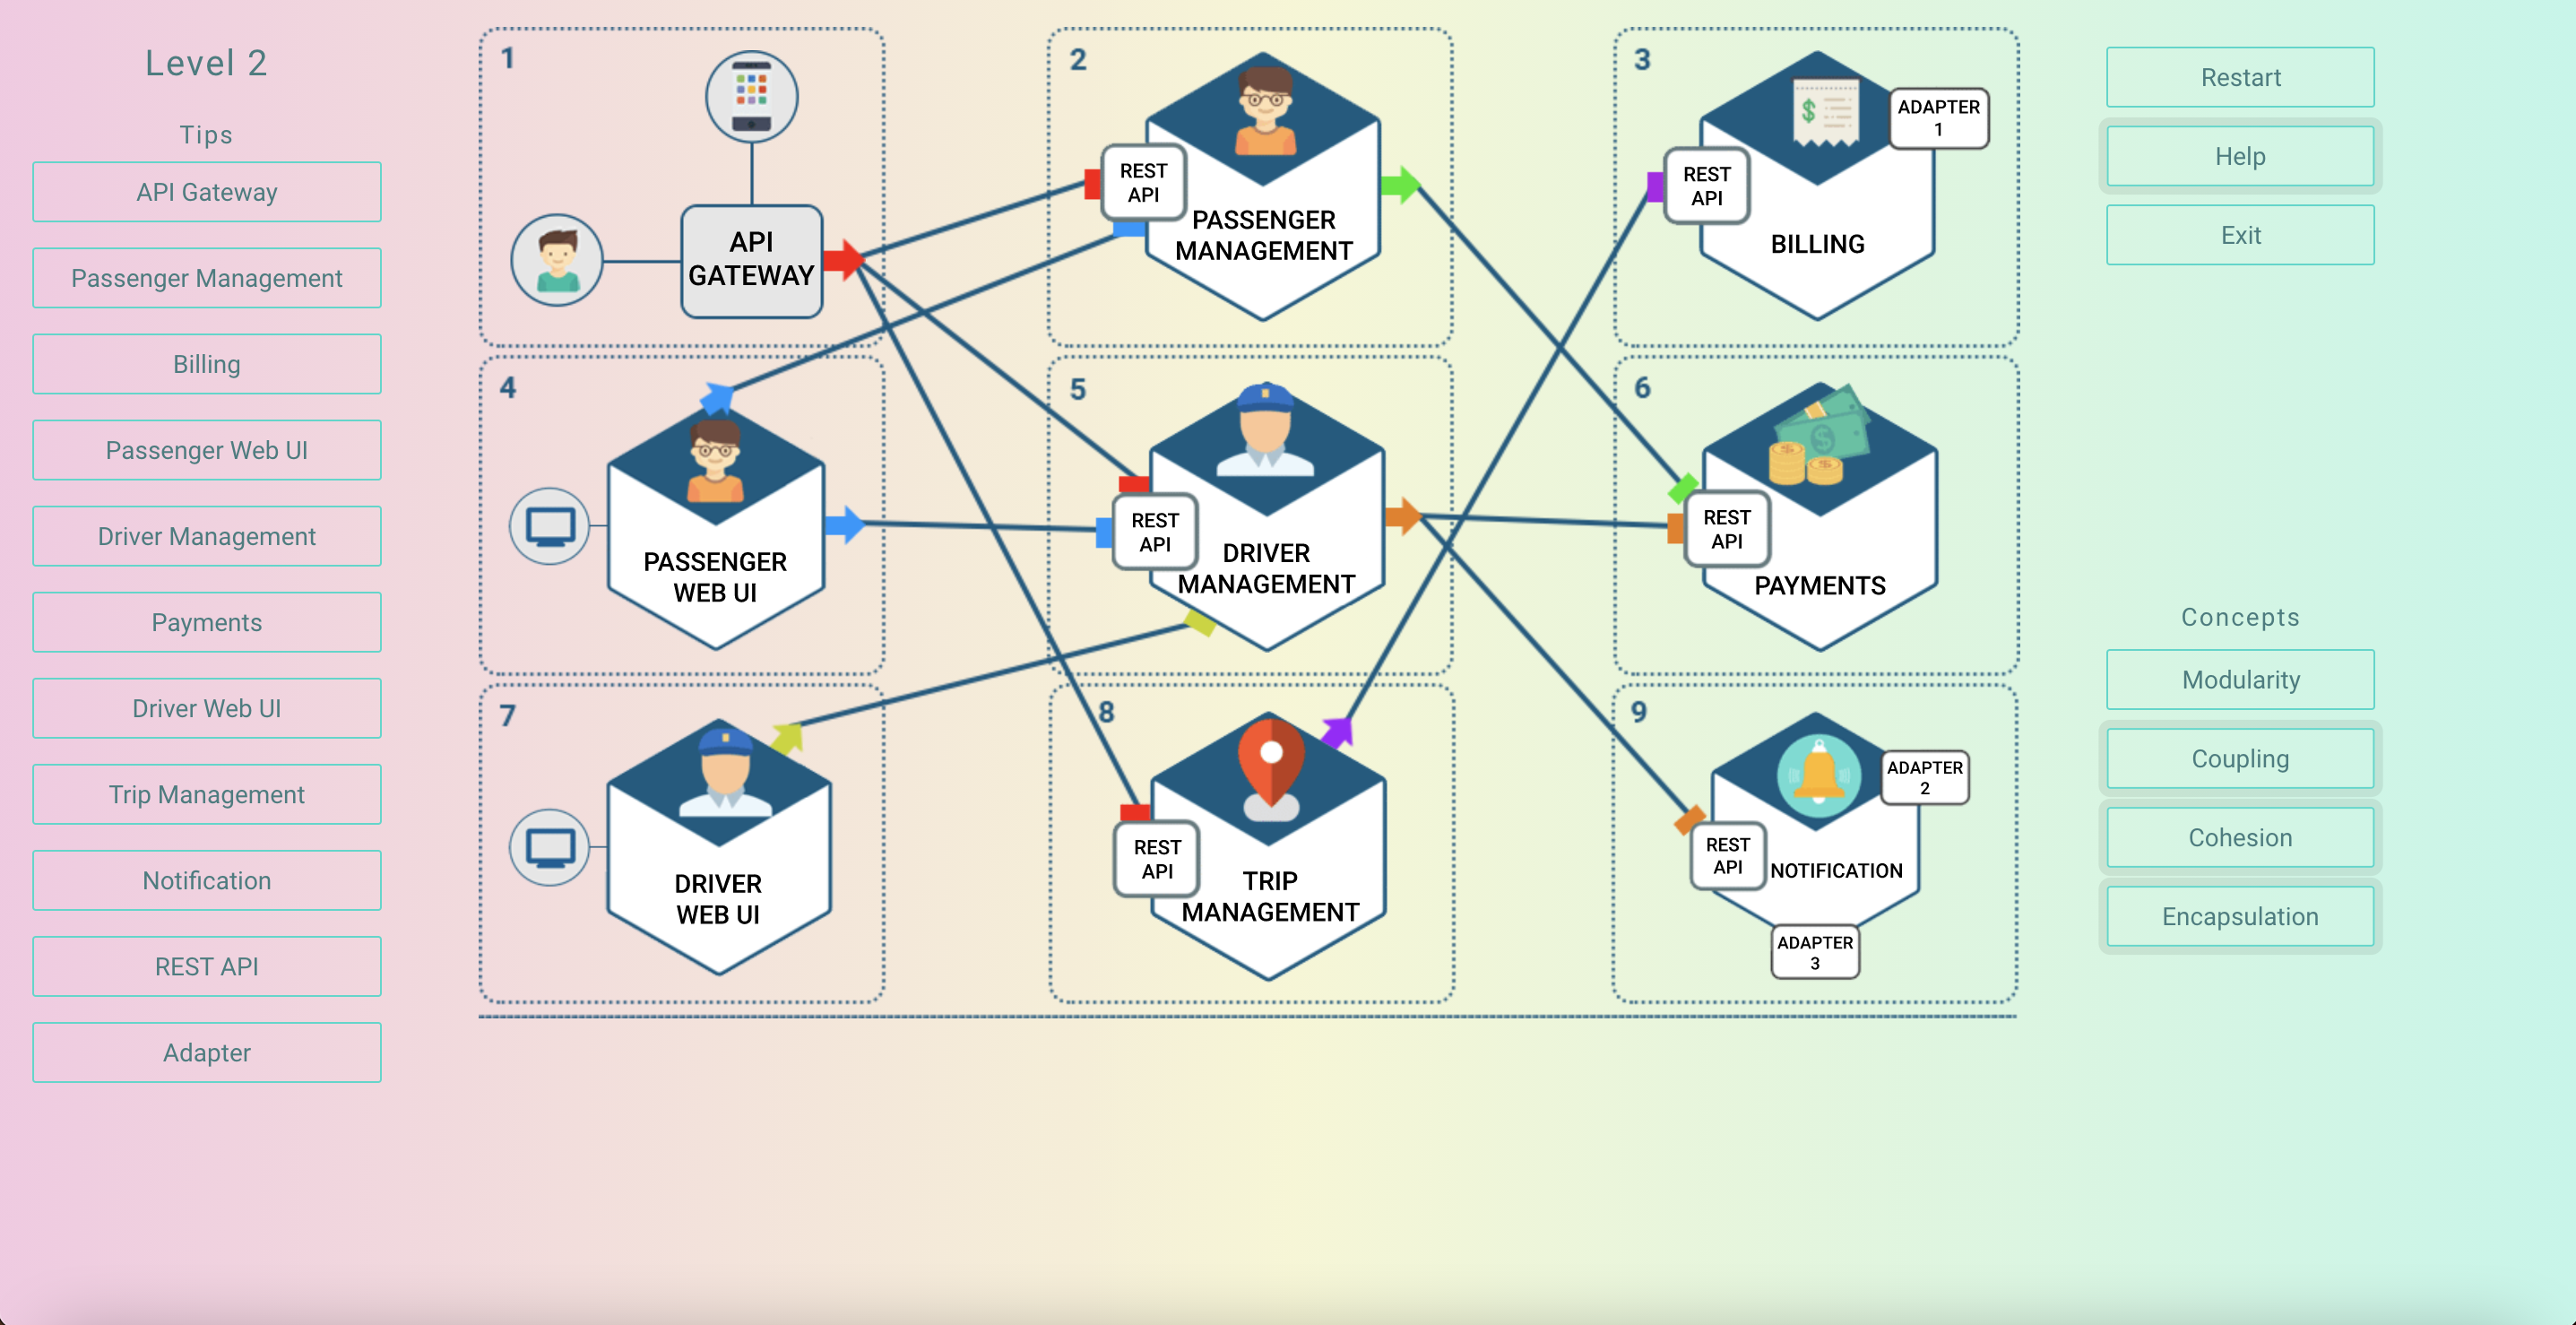 Level 2
Tips
API Gateway
Passenger Management
Billing
Passenger Web UI
Driver Management
Payments
Driver Web UI
Trip Management
Notification
REST API
Adapter
1
API
GATEWAY
2
REST
API
PASSENGER
MANAGEMENT
3
ADAPTER
1
REST
API
BILLING
4
PASSENGER
WEB UI
5
REST
API
DRIVER
MANAGEMENT
6
REST
API
PAYMENTS
7
DRIVER
WEB UI
8
REST
API
TRIP
MANAGEMENT
9
ADAPTER
2
REST
API
NOTIFICATION
ADAPTER
3
Restart
Help
Exit
Concepts
Modularity
Coupling
Cohesion
Encapsulation